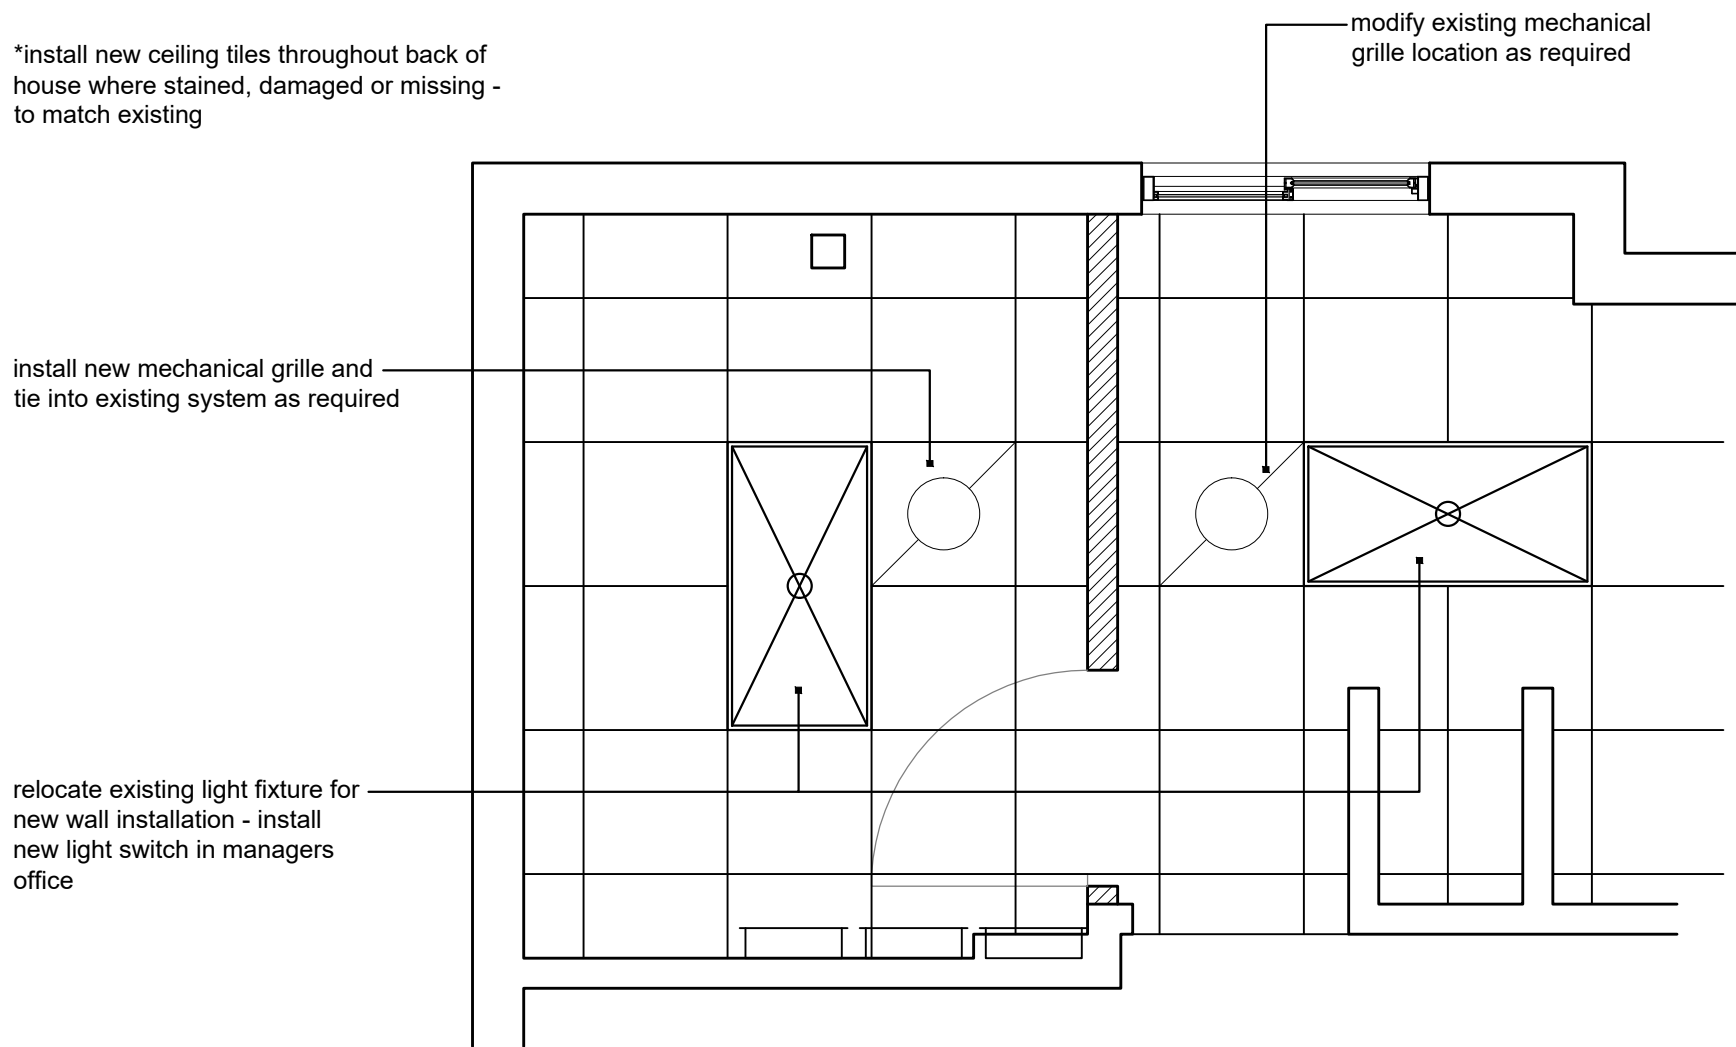 *install new ceiling tiles throughout back of
house where stained, damaged or missing -
to match existing
modify existing mechanical
grille location as required
install new mechanical grille and
tie into existing system as required
relocate existing light fixture for
new wall installation - install
new light switch in managers
office